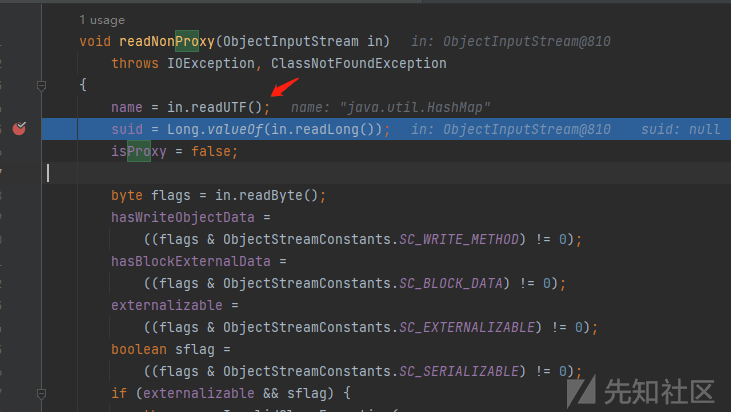 1 usage
void readNonProxy(ObjectInputStream in) in: ObjectInputStream@810
throws IOException, ClassNotFoundException
{
name = in.readUTF(); name: "java.util.HashMap"
suid = Long.valueOf(in.readLong()); in: ObjectInputStream@810 suid: null
isProxy = false;
byte flags = in.readByte();
hasWriteObjectData =
((flags & ObjectStreamConstants.SC_WRITE_METHOD) != 0);
hasBlockExternalData =
((flags & ObjectStreamConstants.SC_BLOCK_DATA) != 0);
externalizable =
((flags & ObjectStreamConstants.SC_EXTERNALIZABLE) != 0);
boolean sflag =
((flags & ObjectStreamConstants.SC_SERIALIZABLE) != 0);
if (externalizable && sflag) {
先知社区